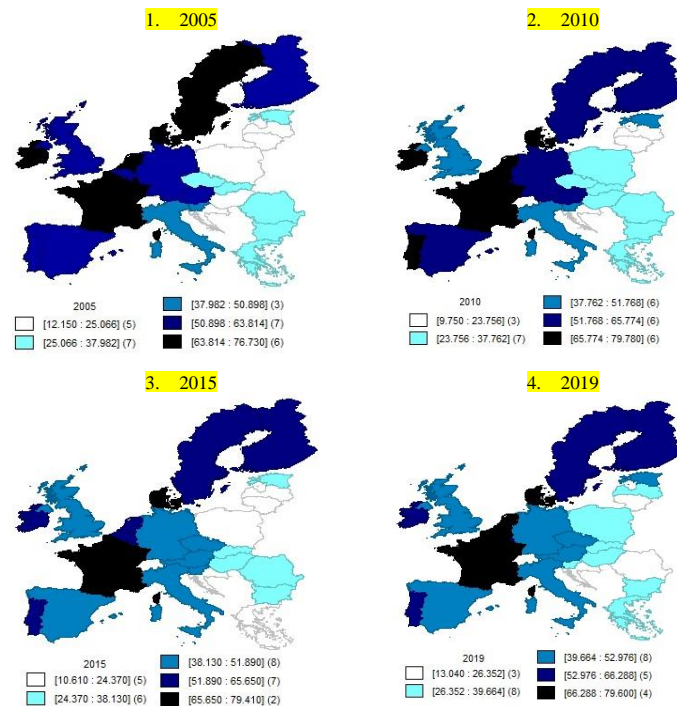 1. 2005
2. 2010
2005
[12.150 : 25.066] (5)
[25.066 : 37.982] (7)
[37.982 : 50.898] (3)
[50.898 : 63.814] (7)
[63.814 : 76.730] (6)
2010
[9.750 : 23.756] (3)
[23.756 : 37.762] (7)
[37.762 : 51.768] (6)
[51.768 : 65.774] (6)
[65.774 : 79.780] (6)
3. 2015
4. 2019
2015
[10.610 : 24.370] (5)
[24.370 : 38.130] (6)
[38.130 : 51.890] (8)
[51.890 : 65.650] (7)
[65.650 : 79.410] (2)
2019
[13.040 : 26.352] (3)
[26.352 : 39.664] (8)
[39.664 : 52.976] (8)
[52.976 : 66.288] (5)
[66.288 : 79.600] (4)